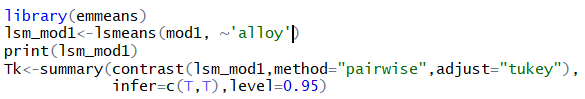 library(emmeans)
lsm_mod1<-lsmeans(mod1, ~'alloy')
print(lsm_mod1)
Tk<-summary(contrast(lsm_mod1,method="pairwise",adjust="tukey"),
infer=c(T,T),level=0.95)